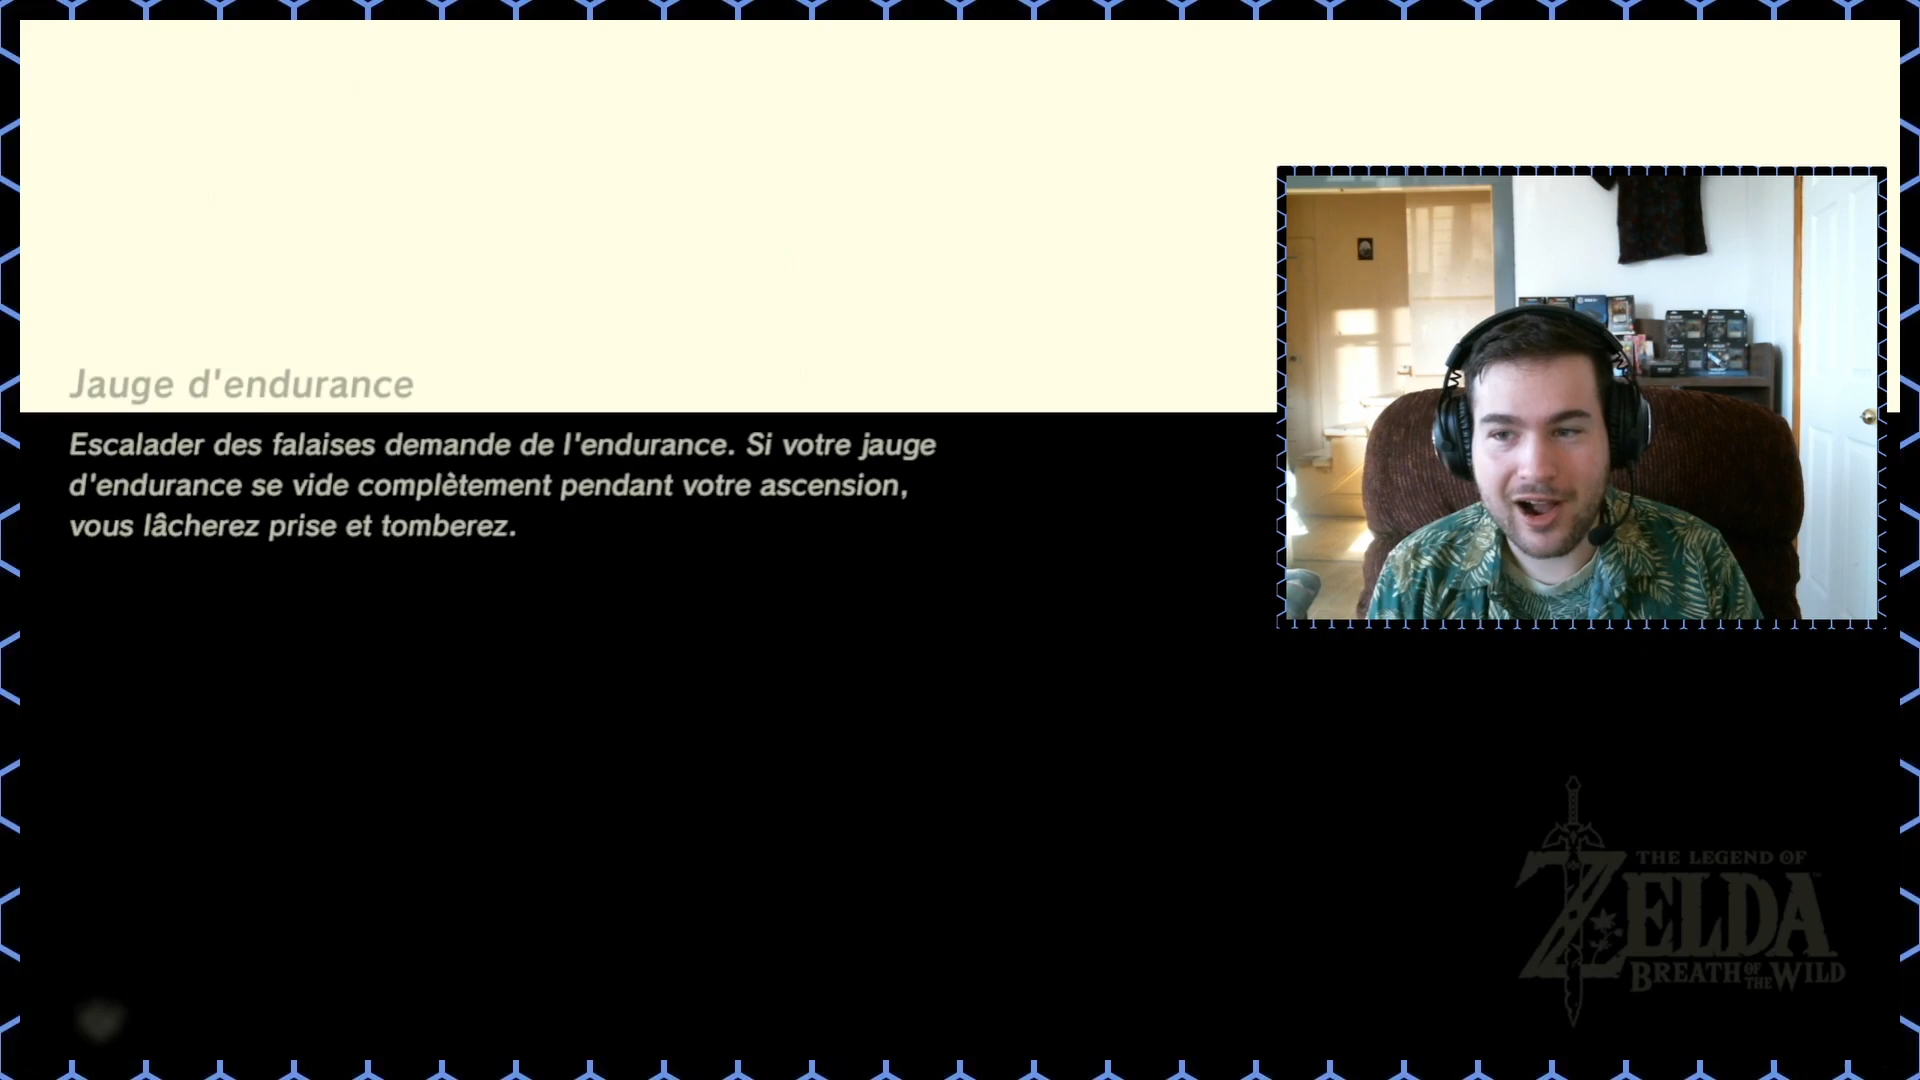 Jauge d'endurance
Escalader des falaises demande de l'endurance. Si votre jauge
d'endurance se vide complètement pendant votre ascension,
vous lâcherez prise et tomberez.
THE LEGEND OF
ZELDA
BREATH OF THE WILD